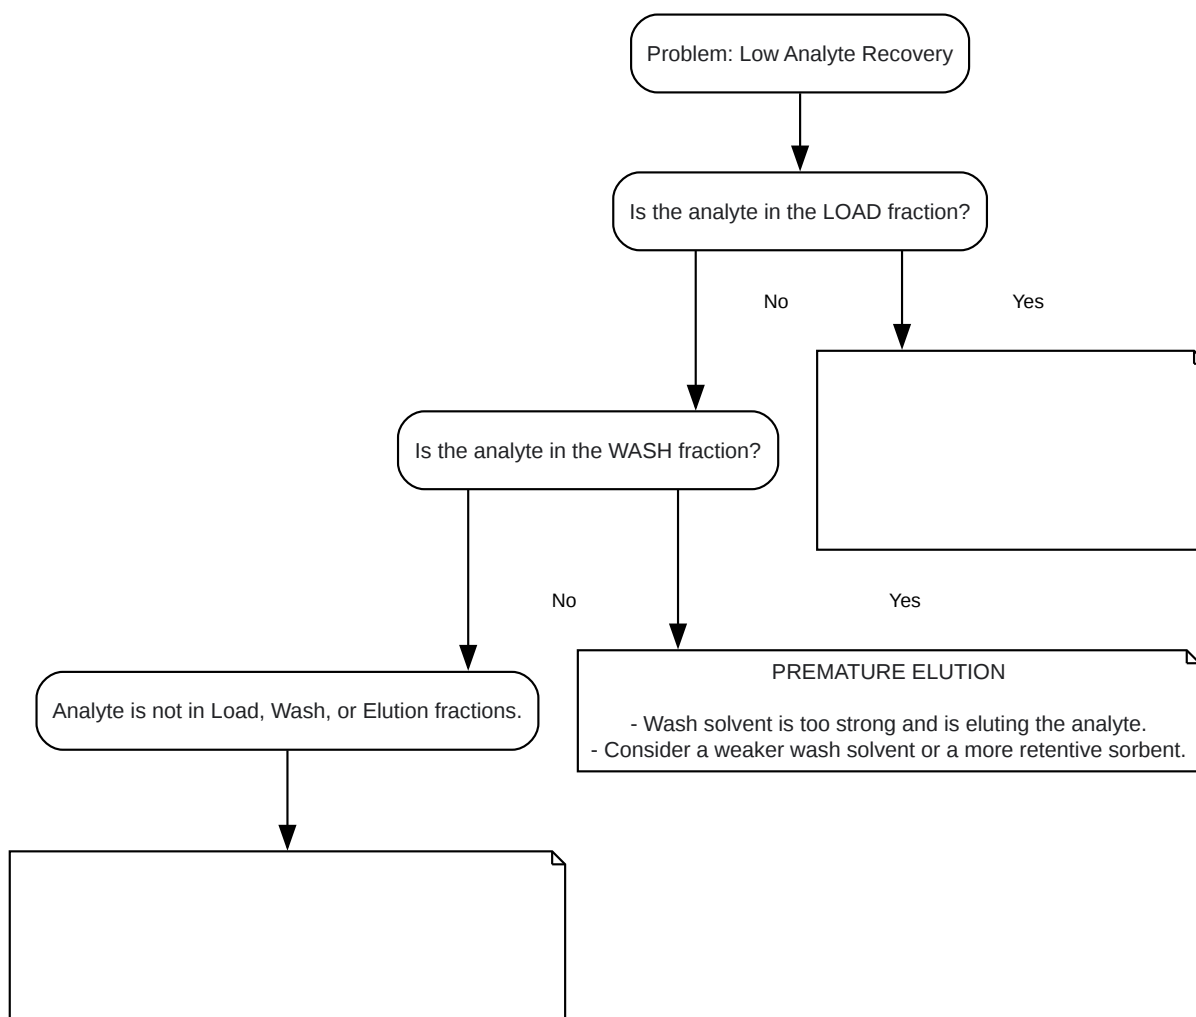 Problem: Low Analyte Recovery
Is the analyte in the LOAD fraction?
No
Yes
Is the analyte in the WASH fraction?
No
Yes
Analyte is not in Load, Wash, or Elution fractions.
PREMATURE ELUTION
- Wash solvent is too strong and is eluting the analyte.
- Consider a weaker wash solvent or a more retentive sorbent.